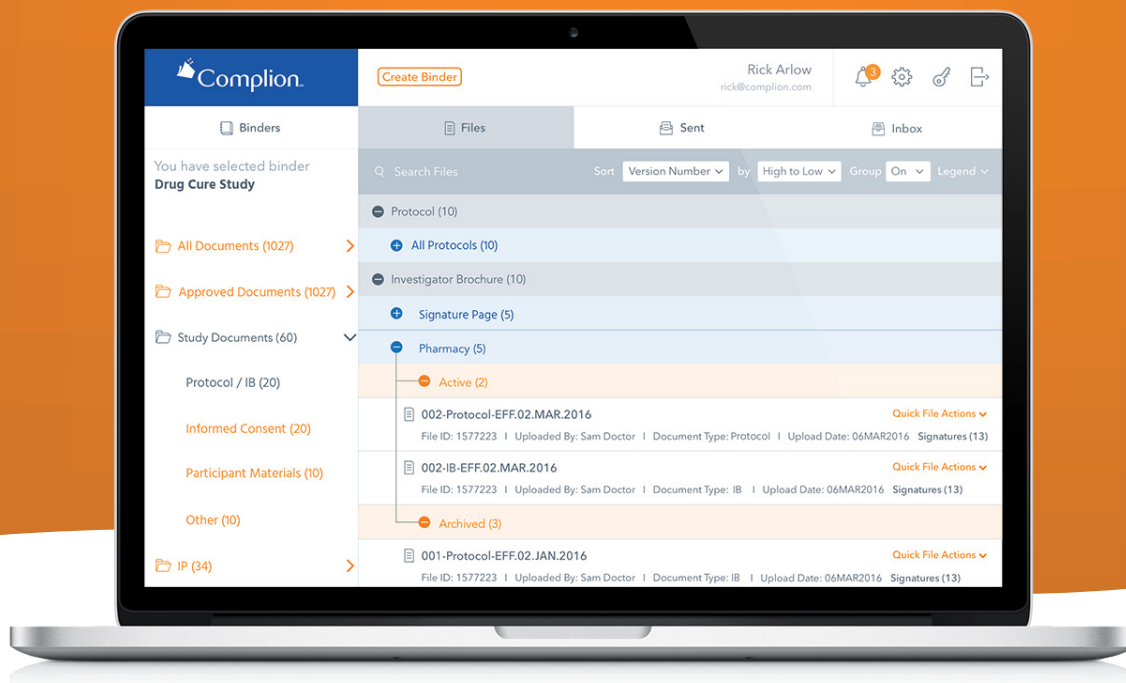 Complion
Create Binder
Rick Arlow
rick@complion.com
3
Binders
Files
Sent
Inbox
You have selected binder
Drug Cure Study
Search Files
Sort Version Number by High to Low Group On Legend
All Documents (1027)
Approved Documents (1027)
Study Documents (60)
Protocol / IB (20)
Informed Consent (20)
Participant Materials (10)
Other (10)
IP (34)
Protocol (10)
All Protocols (10)
Investigator Brochure (10)
Signature Page (5)
Pharmacy (5)
Active (2)
002-Protocol-EFF.02.MAR.2016 Quick File Actions
File ID: 1577223 | Uploaded By: Sam Doctor | Document Type: Protocol | Upload Date: 06MAR2016 Signatures (13)
002-IB-EFF.02.MAR.2016 Quick File Actions
File ID: 1577223 | Uploaded By: Sam Doctor | Document Type: IB | Upload Date: 06MAR2016 Signatures (13)
Archived (3)
001-Protocol-EFF.02.JAN.2016 Quick File Actions
File ID: 1577223 | Uploaded By: Sam Doctor | Document Type: IB | Upload Date: 06MAR2016 Signatures (13)